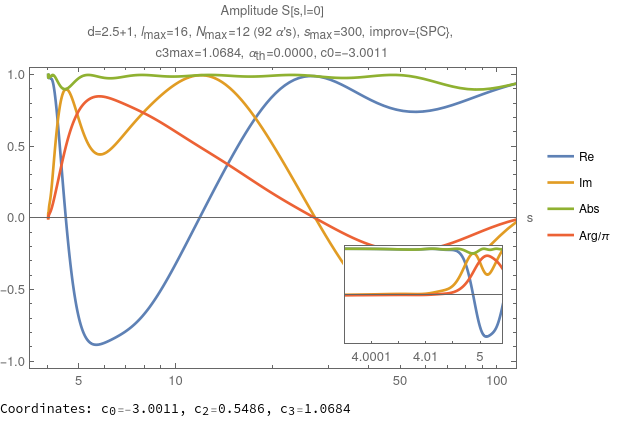 Amplitude S[s,l=0]
d=2.5+1, lmax=16, Nmax=12 (92 α's), smax=300, improv={SPC},
c3max=1.0684, αth=0.0000, c0=-3.0011
1.0
0.5
0.0
-0.5
-1.0
5 10 50 100
s
4.0001 4.01 5
Re
Im
Abs
Arg/π
Coordinates: c0=-3.0011, c2=0.5486, c3=1.0684